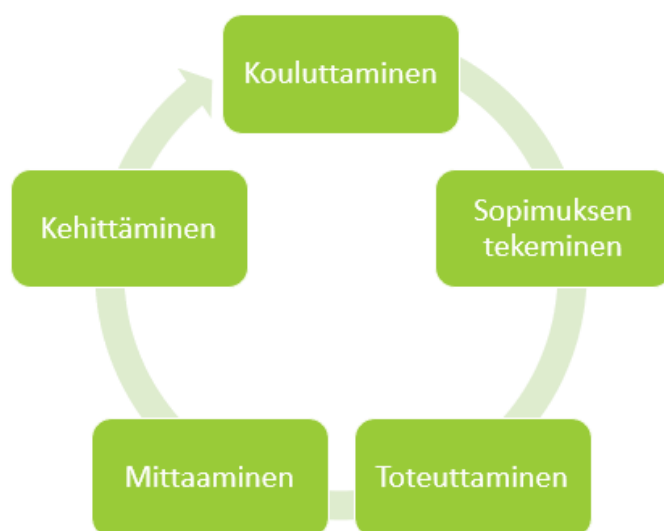 Kouluttaminen
Sopimuksen
tekeminen
Toteuttaminen
Mittaaminen
Kehittäminen